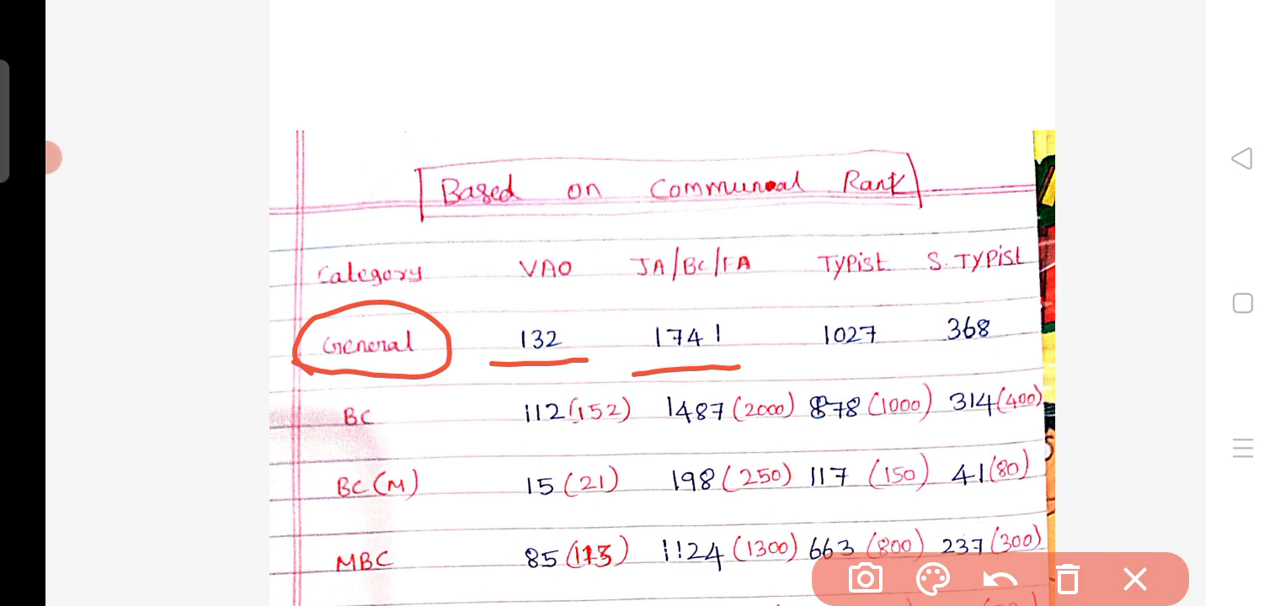 Based on Communal Rank
Category VAO JA/BC/FA Typist S. Typist
General 132 1741 1027 368
BC 112(152) 1487(2000) 878(1000) 314(400)
BC(M) 15(21) 198(250) 117(150) 41(80)
MBC 85(113) 1124(1300) 663(800) 237(300)